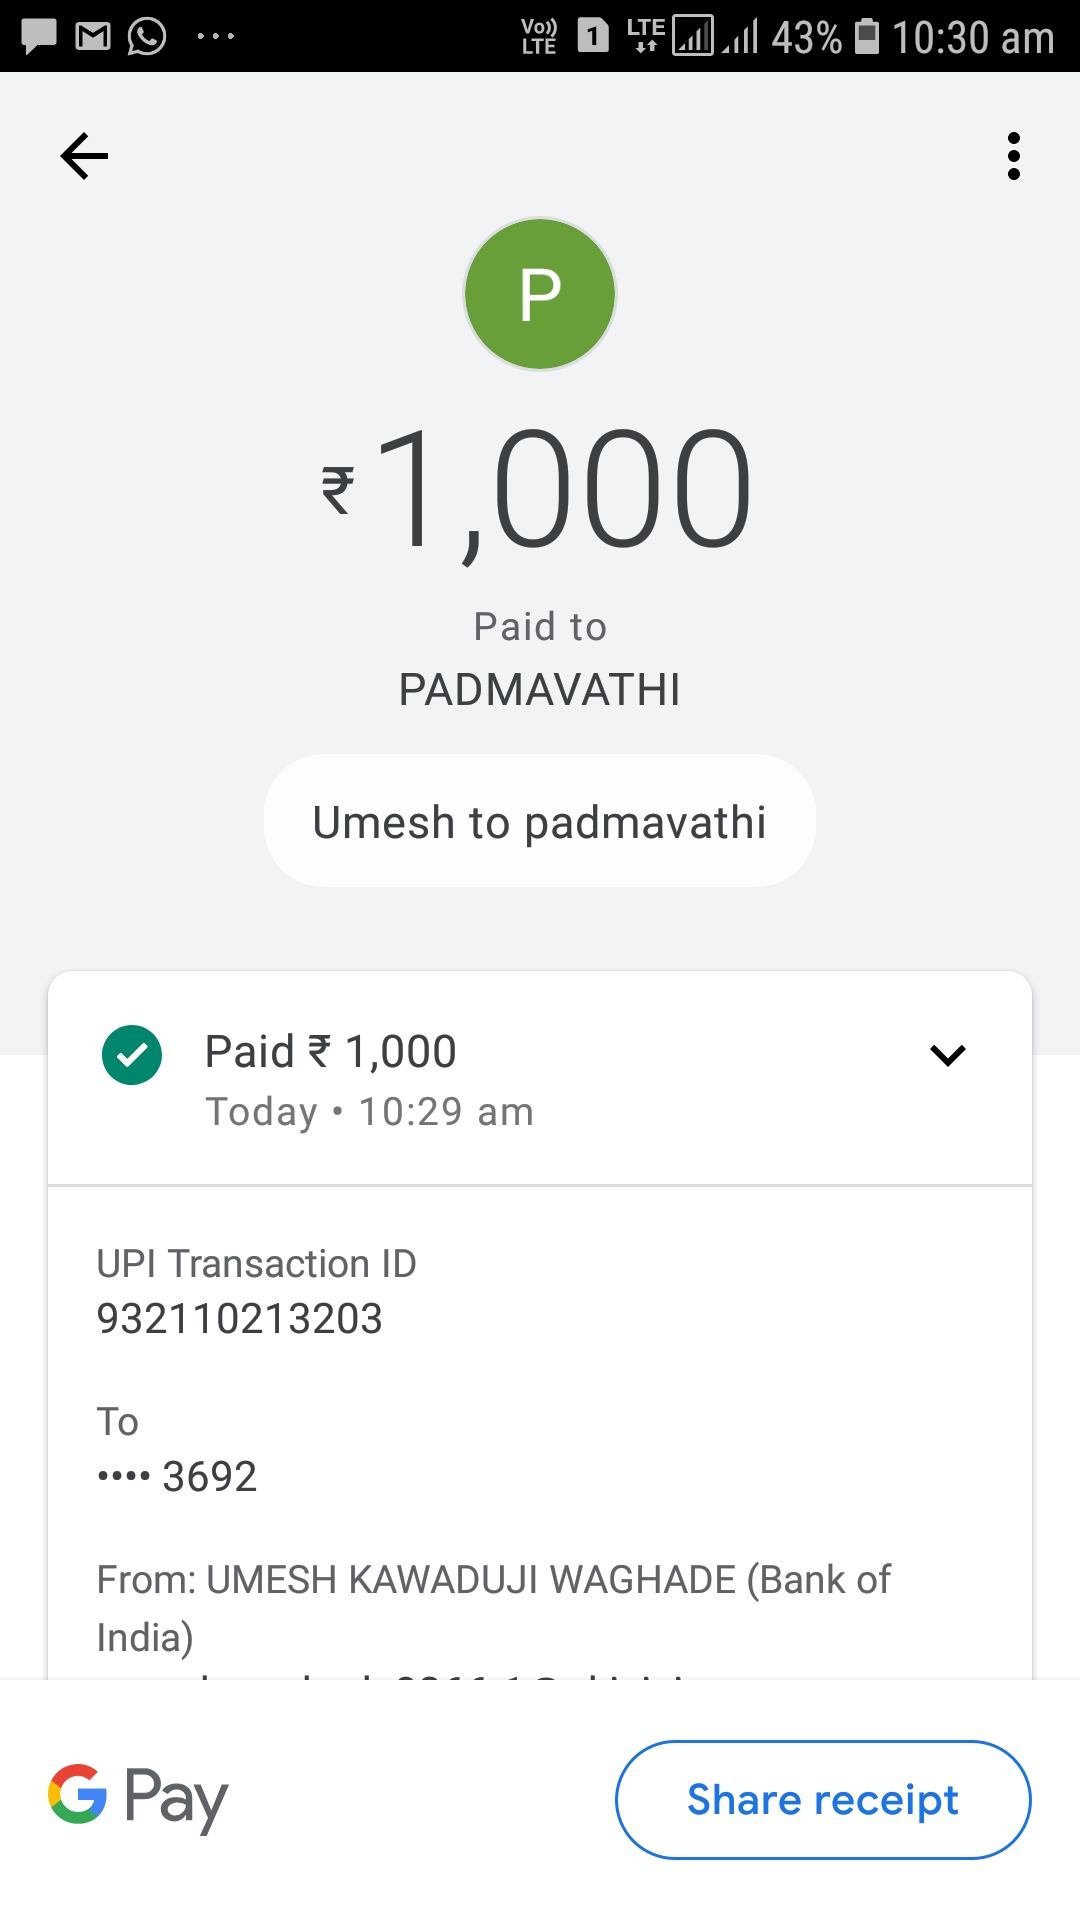 Vo)) LTE 1 LTE 43% 10:30 am
P
₹1,000
Paid to
PADMAVATHI
Umesh to padmavathi
Paid ₹ 1,000
Today • 10:29 am
UPI Transaction ID
932110213203
To
•••• 3692
From: UMESH KAWADUJI WAGHADE (Bank of
India)
G Pay
Share receipt